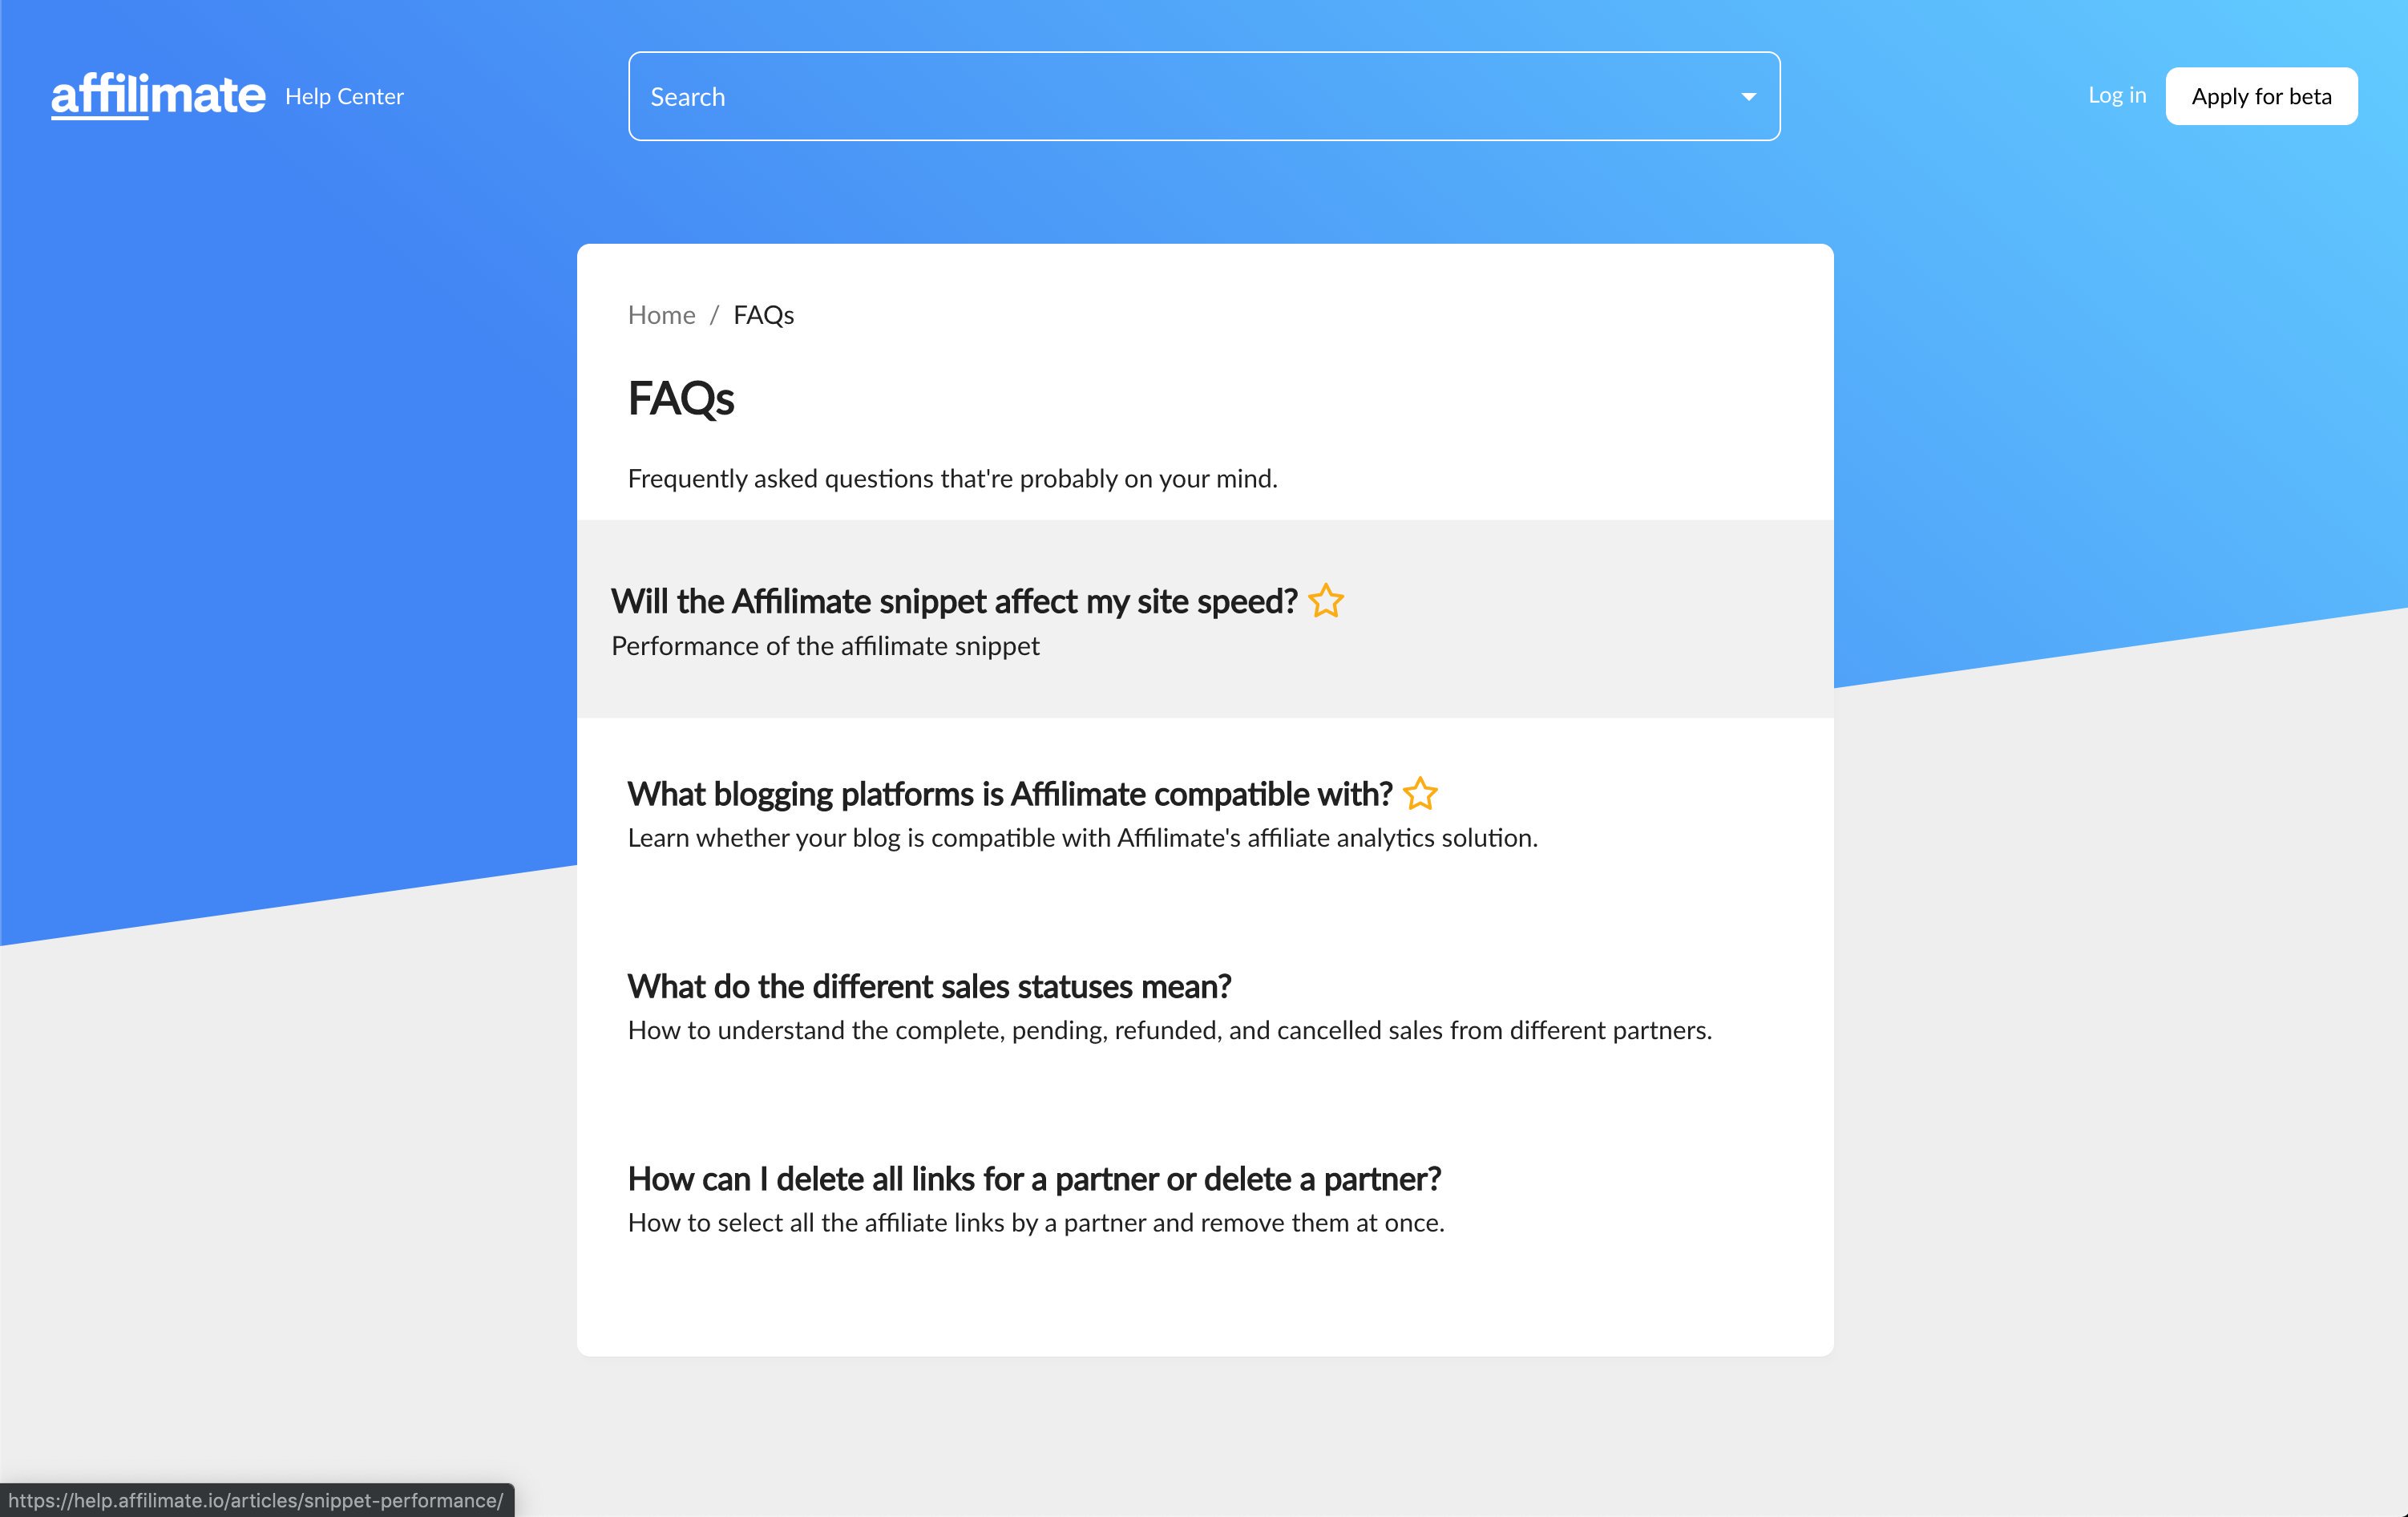 affilimate Help Center
Search
Log in
Apply for beta
Home / FAQs
FAQs
Frequently asked questions that're probably on your mind.
Will the Affilimate snippet affect my site speed?
Performance of the affilimate snippet
What blogging platforms is Affilimate compatible with?
Learn whether your blog is compatible with Affilimate's affiliate analytics solution.
What do the different sales statuses mean?
How to understand the complete, pending, refunded, and cancelled sales from different partners.
How can I delete all links for a partner or delete a partner?
How to select all the affiliate links by a partner and remove them at once.
https://help.affilimate.io/articles/snippet-performance/